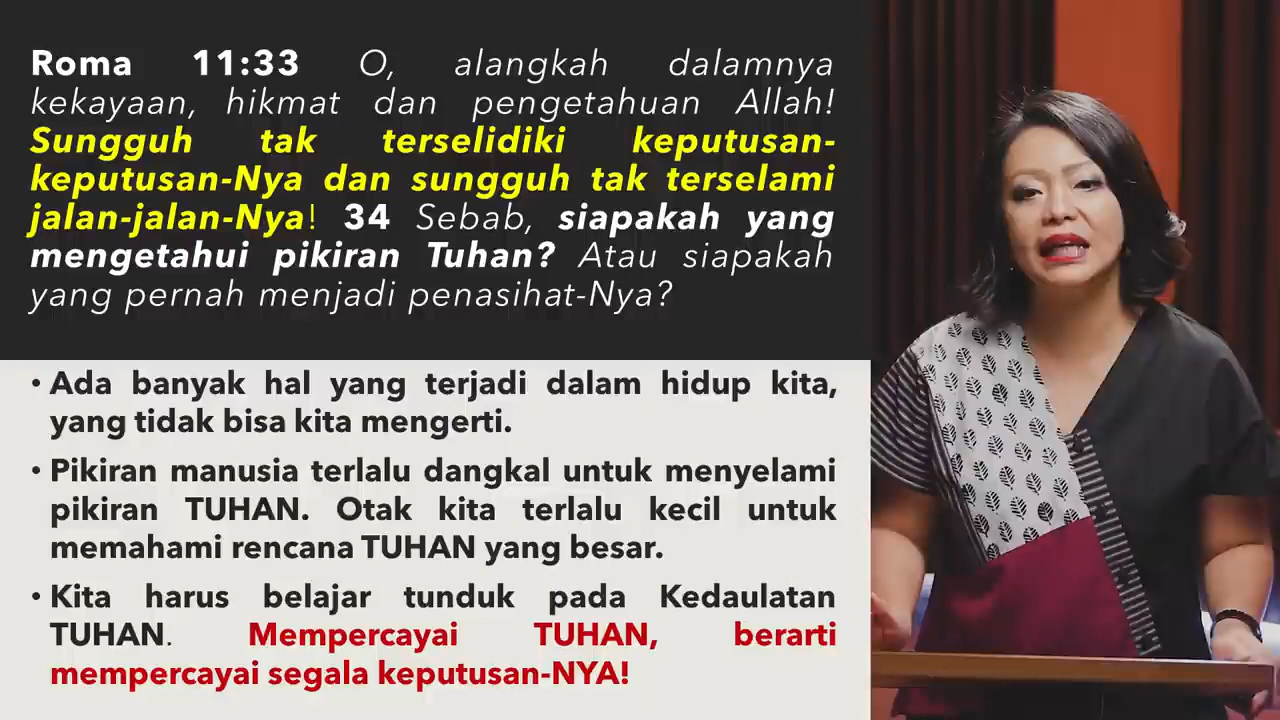 Roma 11:33 O, alangkah dalamnya
kekayaan, hikmat dan pengetahuan Allah!
Sungguh tak terselidiki keputusan-
keputusan-Nya dan sungguh tak terselami
jalan-jalan-Nya! 34 Sebab, siapakah yang
mengetahui pikiran Tuhan? Atau siapakah
yang pernah menjadi penasihat-Nya?
• Ada banyak hal yang terjadi dalam hidup kita,
yang tidak bisa kita mengerti.
• Pikiran manusia terlalu dangkal untuk menyelami
pikiran TUHAN. Otak kita terlalu kecil untuk
memahami rencana TUHAN yang besar.
• Kita harus belajar tunduk pada Kedaulatan
TUHAN. Mempercayai TUHAN, berarti
mempercayai segala keputusan-NYA!